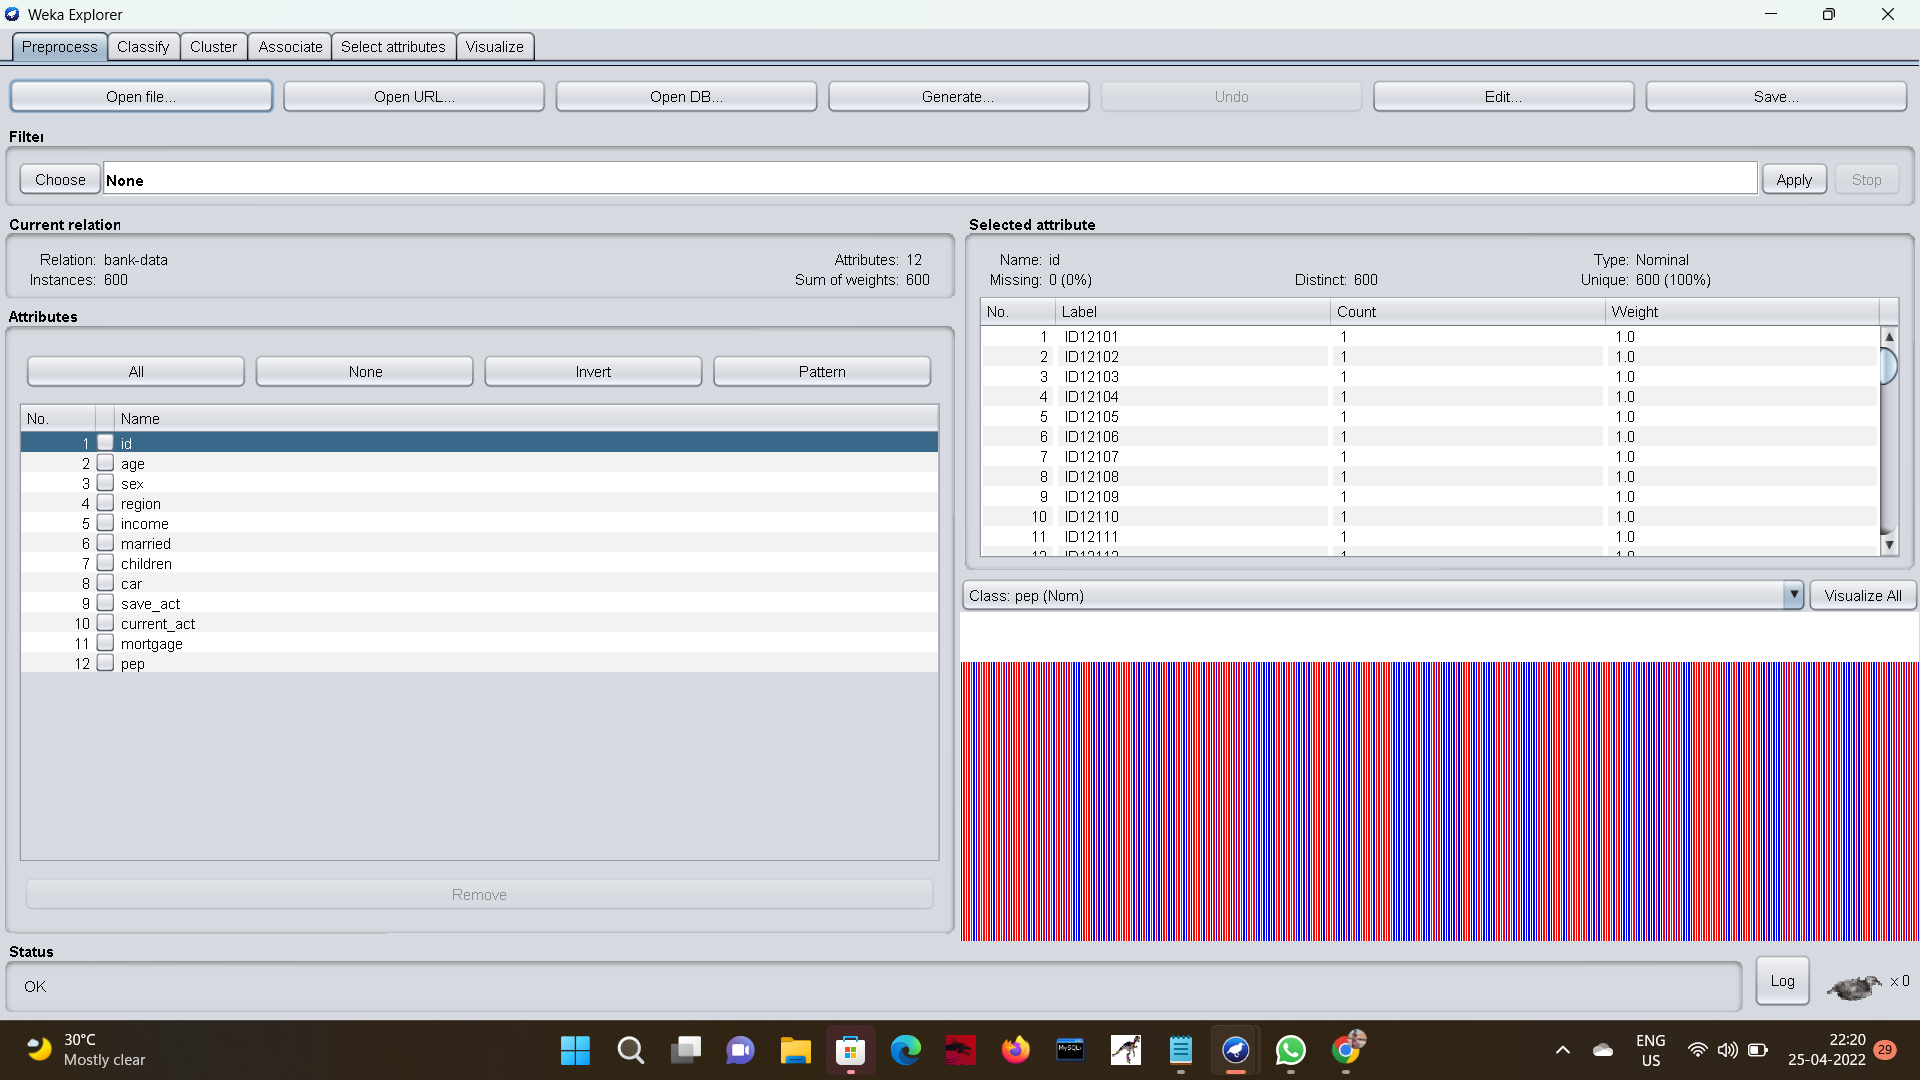 Weka Explorer
Preprocess Classify Cluster Associate Select attributes Visualize
Open file... Open URL... Open DB... Generate... Undo Edit... Save...
Filter
Choose None Apply Stop
Current relation
Relation: bank-data Attributes: 12
Instances: 600 Sum of weights: 600
Attributes
All None Invert Pattern
No. Name
1 id
2 age
3 sex
4 region
5 income
6 married
7 children
8 car
9 save_act
10 current_act
11 mortgage
12 pep
Remove
Selected attribute
Name: id Type: Nominal
Missing: 0 (0%) Distinct: 600 Unique: 600 (100%)
No. Label Count Weight
1 ID12101 1 1.0
2 ID12102 1 1.0
3 ID12103 1 1.0
4 ID12104 1 1.0
5 ID12105 1 1.0
6 ID12106 1 1.0
7 ID12107 1 1.0
8 ID12108 1 1.0
9 ID12109 1 1.0
10 ID12110 1 1.0
11 ID12111 1 1.0
12 ID12112 1 1.0
Class: pep (Nom) Visualize All
Status
OK
Log x 0
30°C
Mostly clear
MySQL
ENG
US
22:20
25-04-2022
29